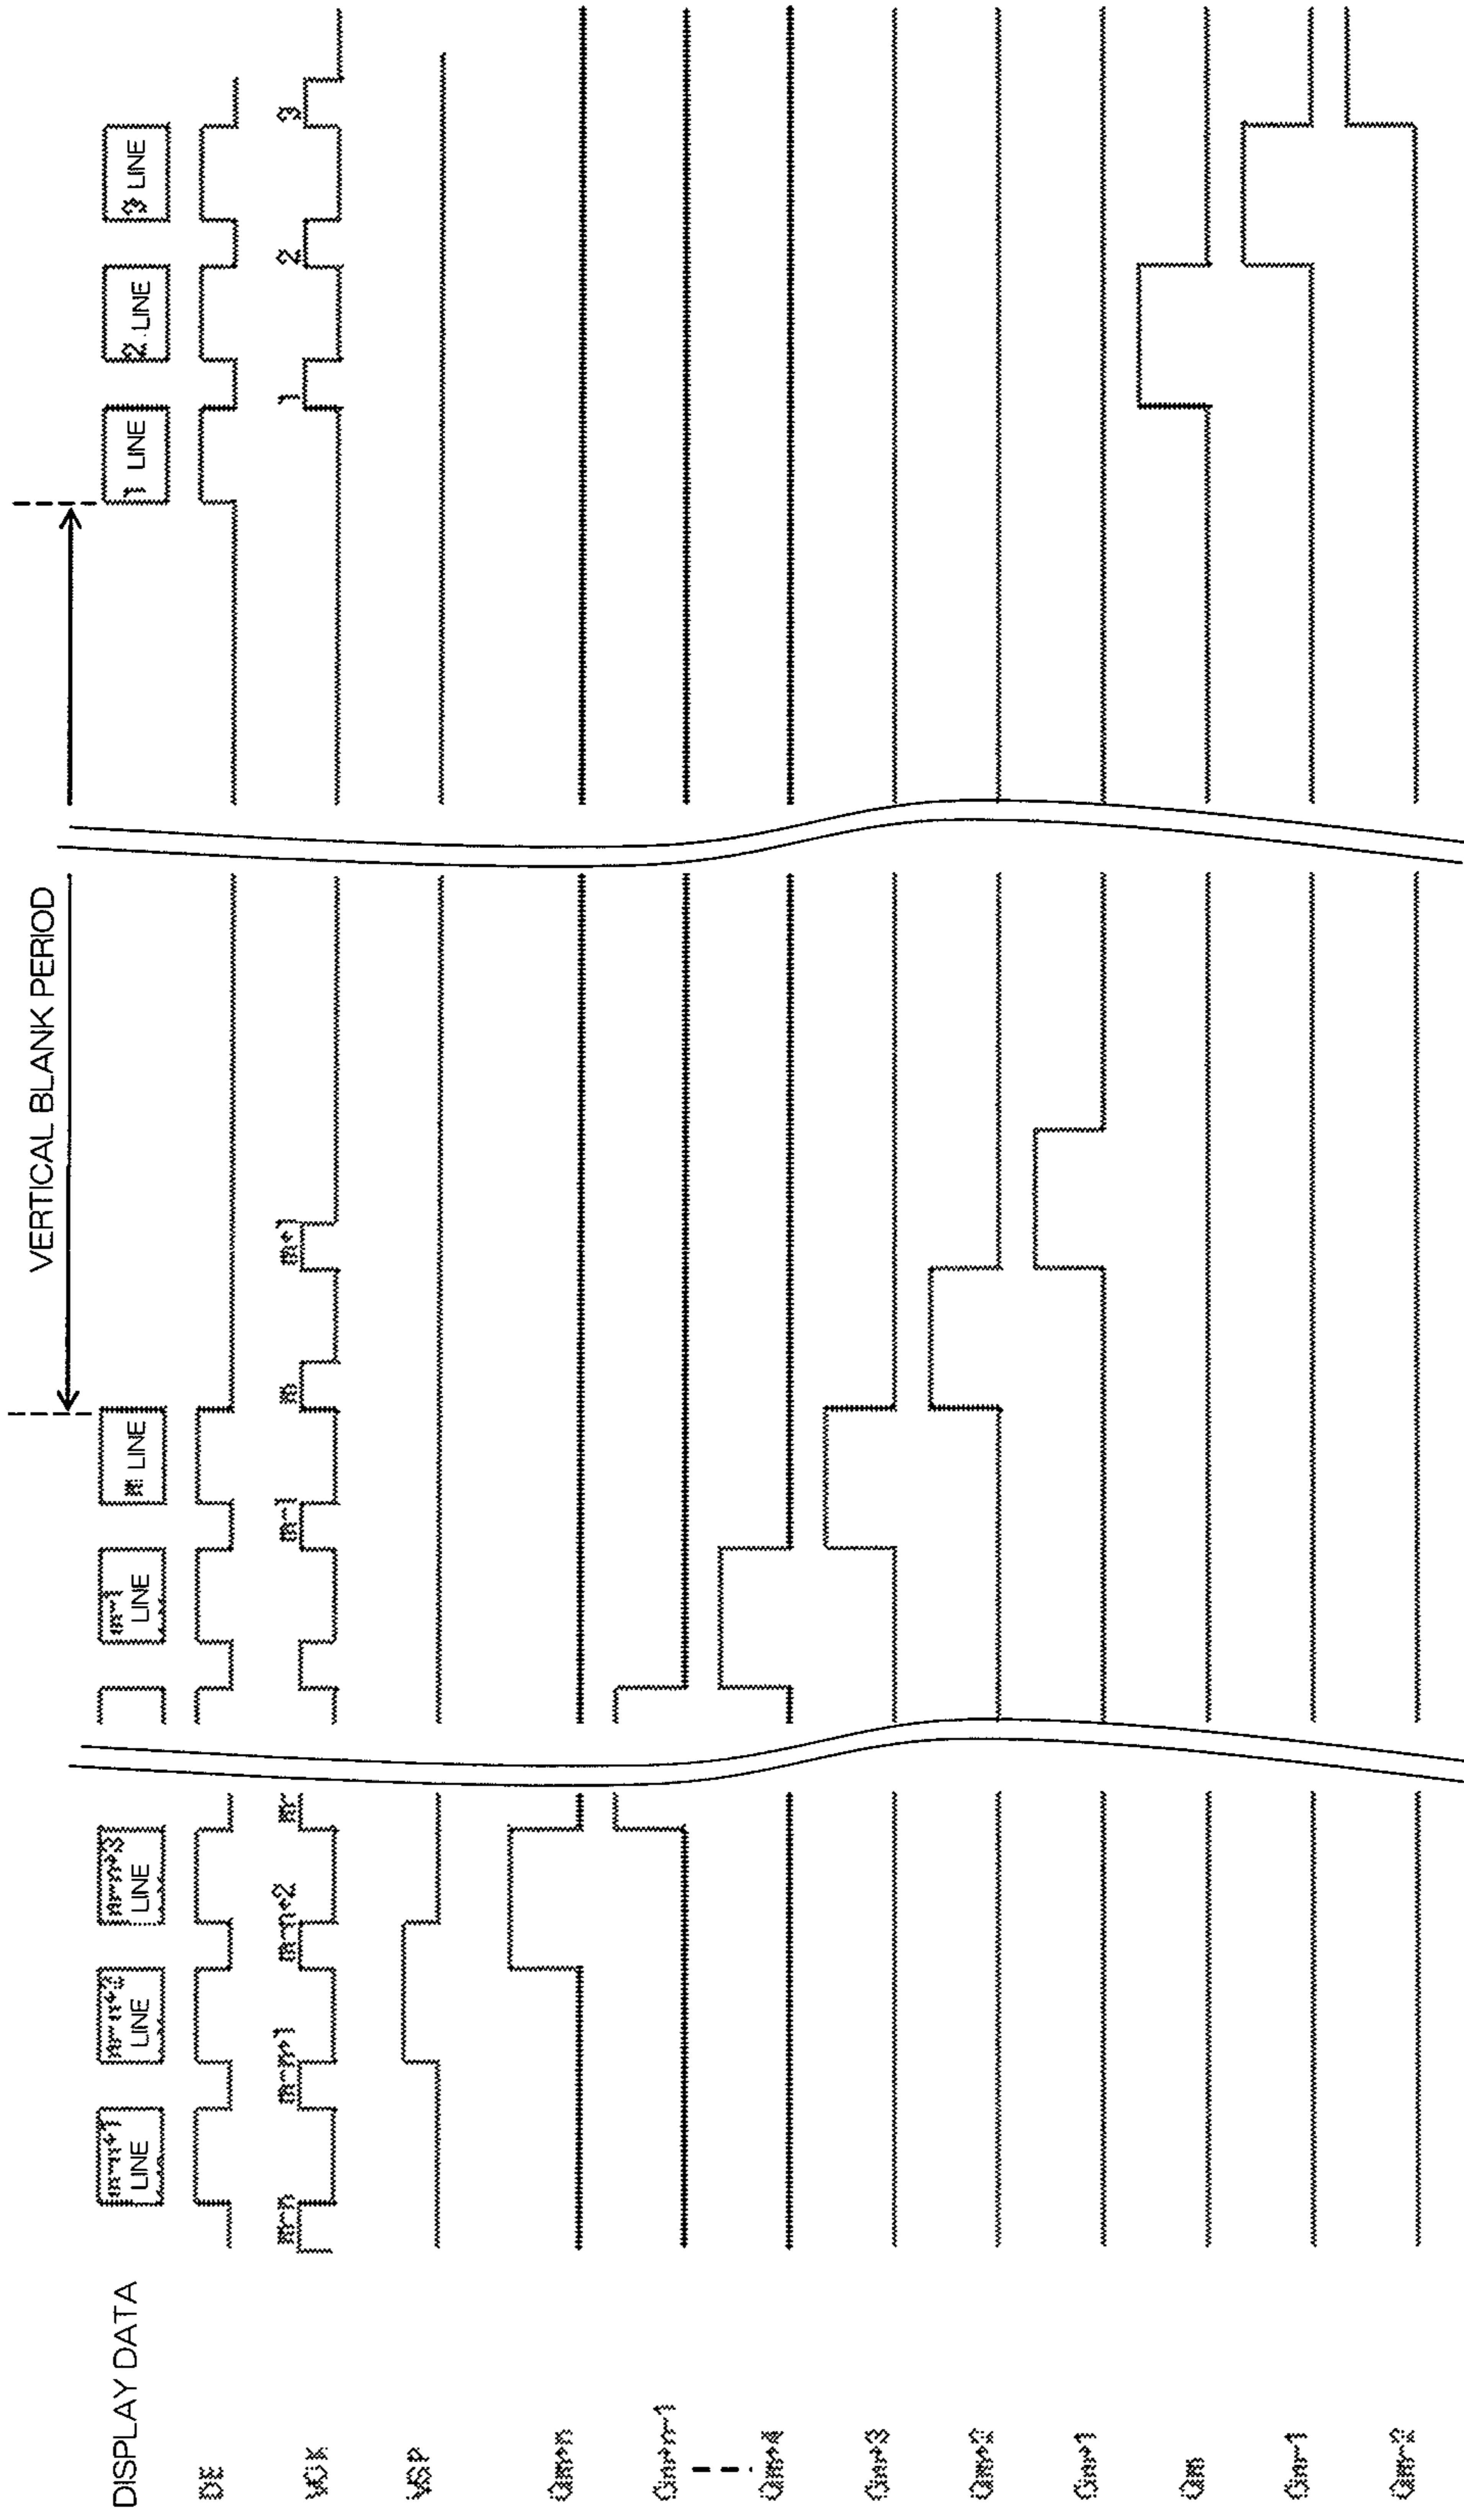 VERTICAL BLANK PERIOD
DISPLAY DATA
m-n+1 LINE
m-n+2 LINE
m-n+3 LINE
m-1 LINE
m LINE
1 LINE
2 LINE
3 LINE
DE
VCK
m-n
m-n+1
m-n+2
m-1
m
m+1
1
2
3
VSP
Gm+n
Gm+n-1
Gm+4
Gm+3
Gm+2
Gm+1
Gm
Gm-1
Gm-2